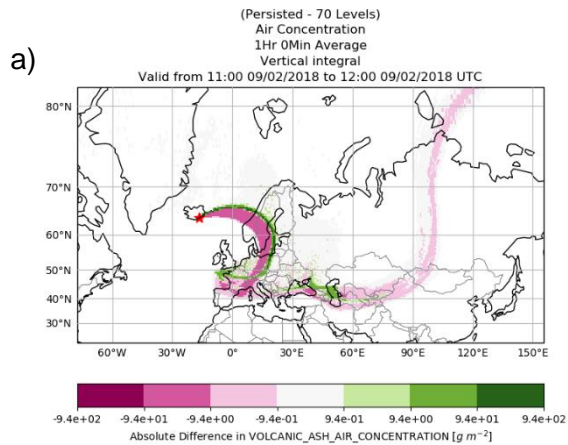 (Persisted - 70 Levels)
Air Concentration
1Hr 0Min Average
Vertical integral
Valid from 11:00 09/02/2018 to 12:00 09/02/2018 UTC
a)
80°N
70°N
60°N
50°N
40°N
30°N
60°W 30°W 0° 30°E 60°E 90°E 120°E 150°E
-9.4e+02 -9.4e+01 -9.4e+00 -9.4e-01 9.4e-01 9.4e+00 9.4e+01 9.4e+02
Absolute Difference in VOLCANIC_ASH_AIR_CONCENTRATION [g m⁻²]